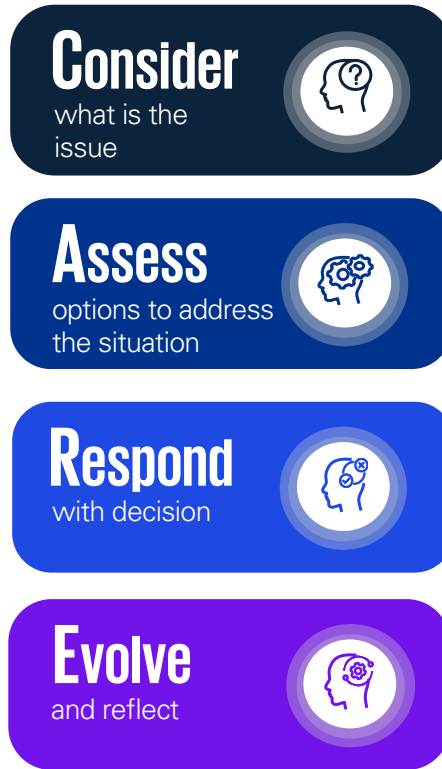 Consider
what is the
issue
Assess
options to address
the situation
Respond
with decision
Evolve
and reflect